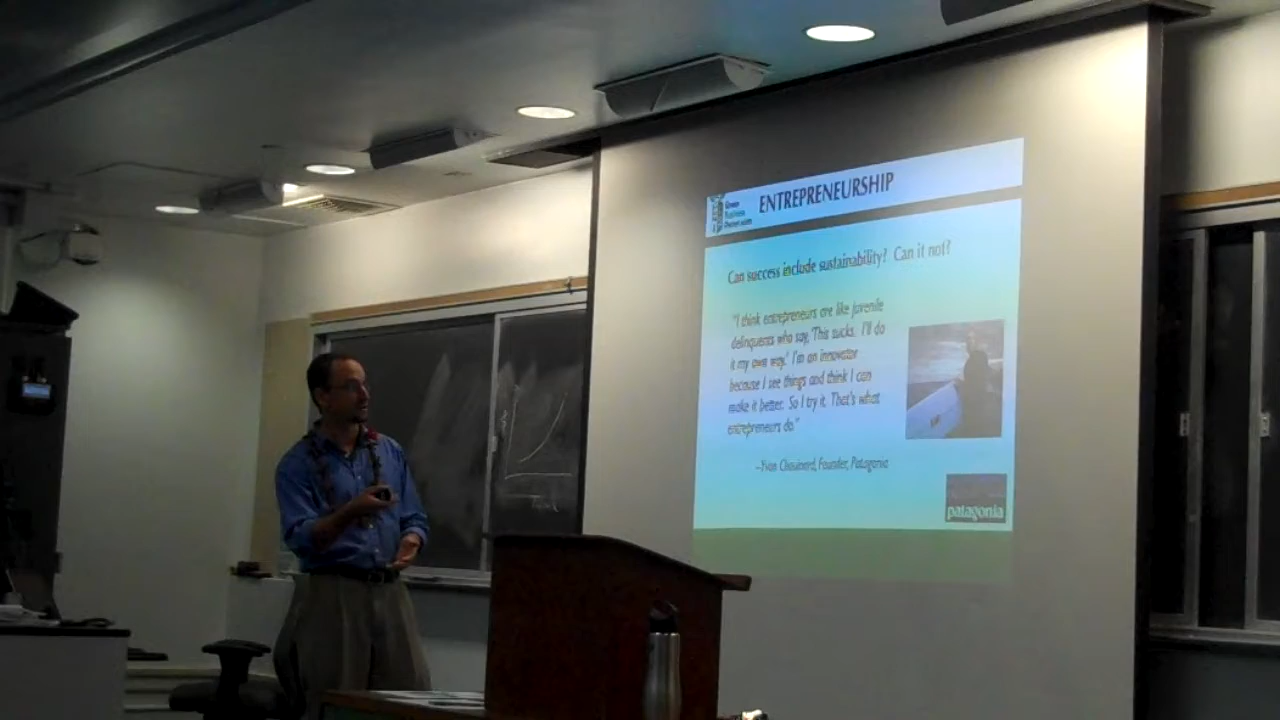 ENTREPRENEURSHIP
Can success include sustainability? Can it not?
"I think entrepreneurs are like juvenile
delinquents who say, 'This sucks. I'll do
it my own way.' I'm an innovator
because I see things and think I can
make it better. So I try it. That's what
entrepreneurs do."
--Yvon Chouinard, Founder, Patagonia
patagonia